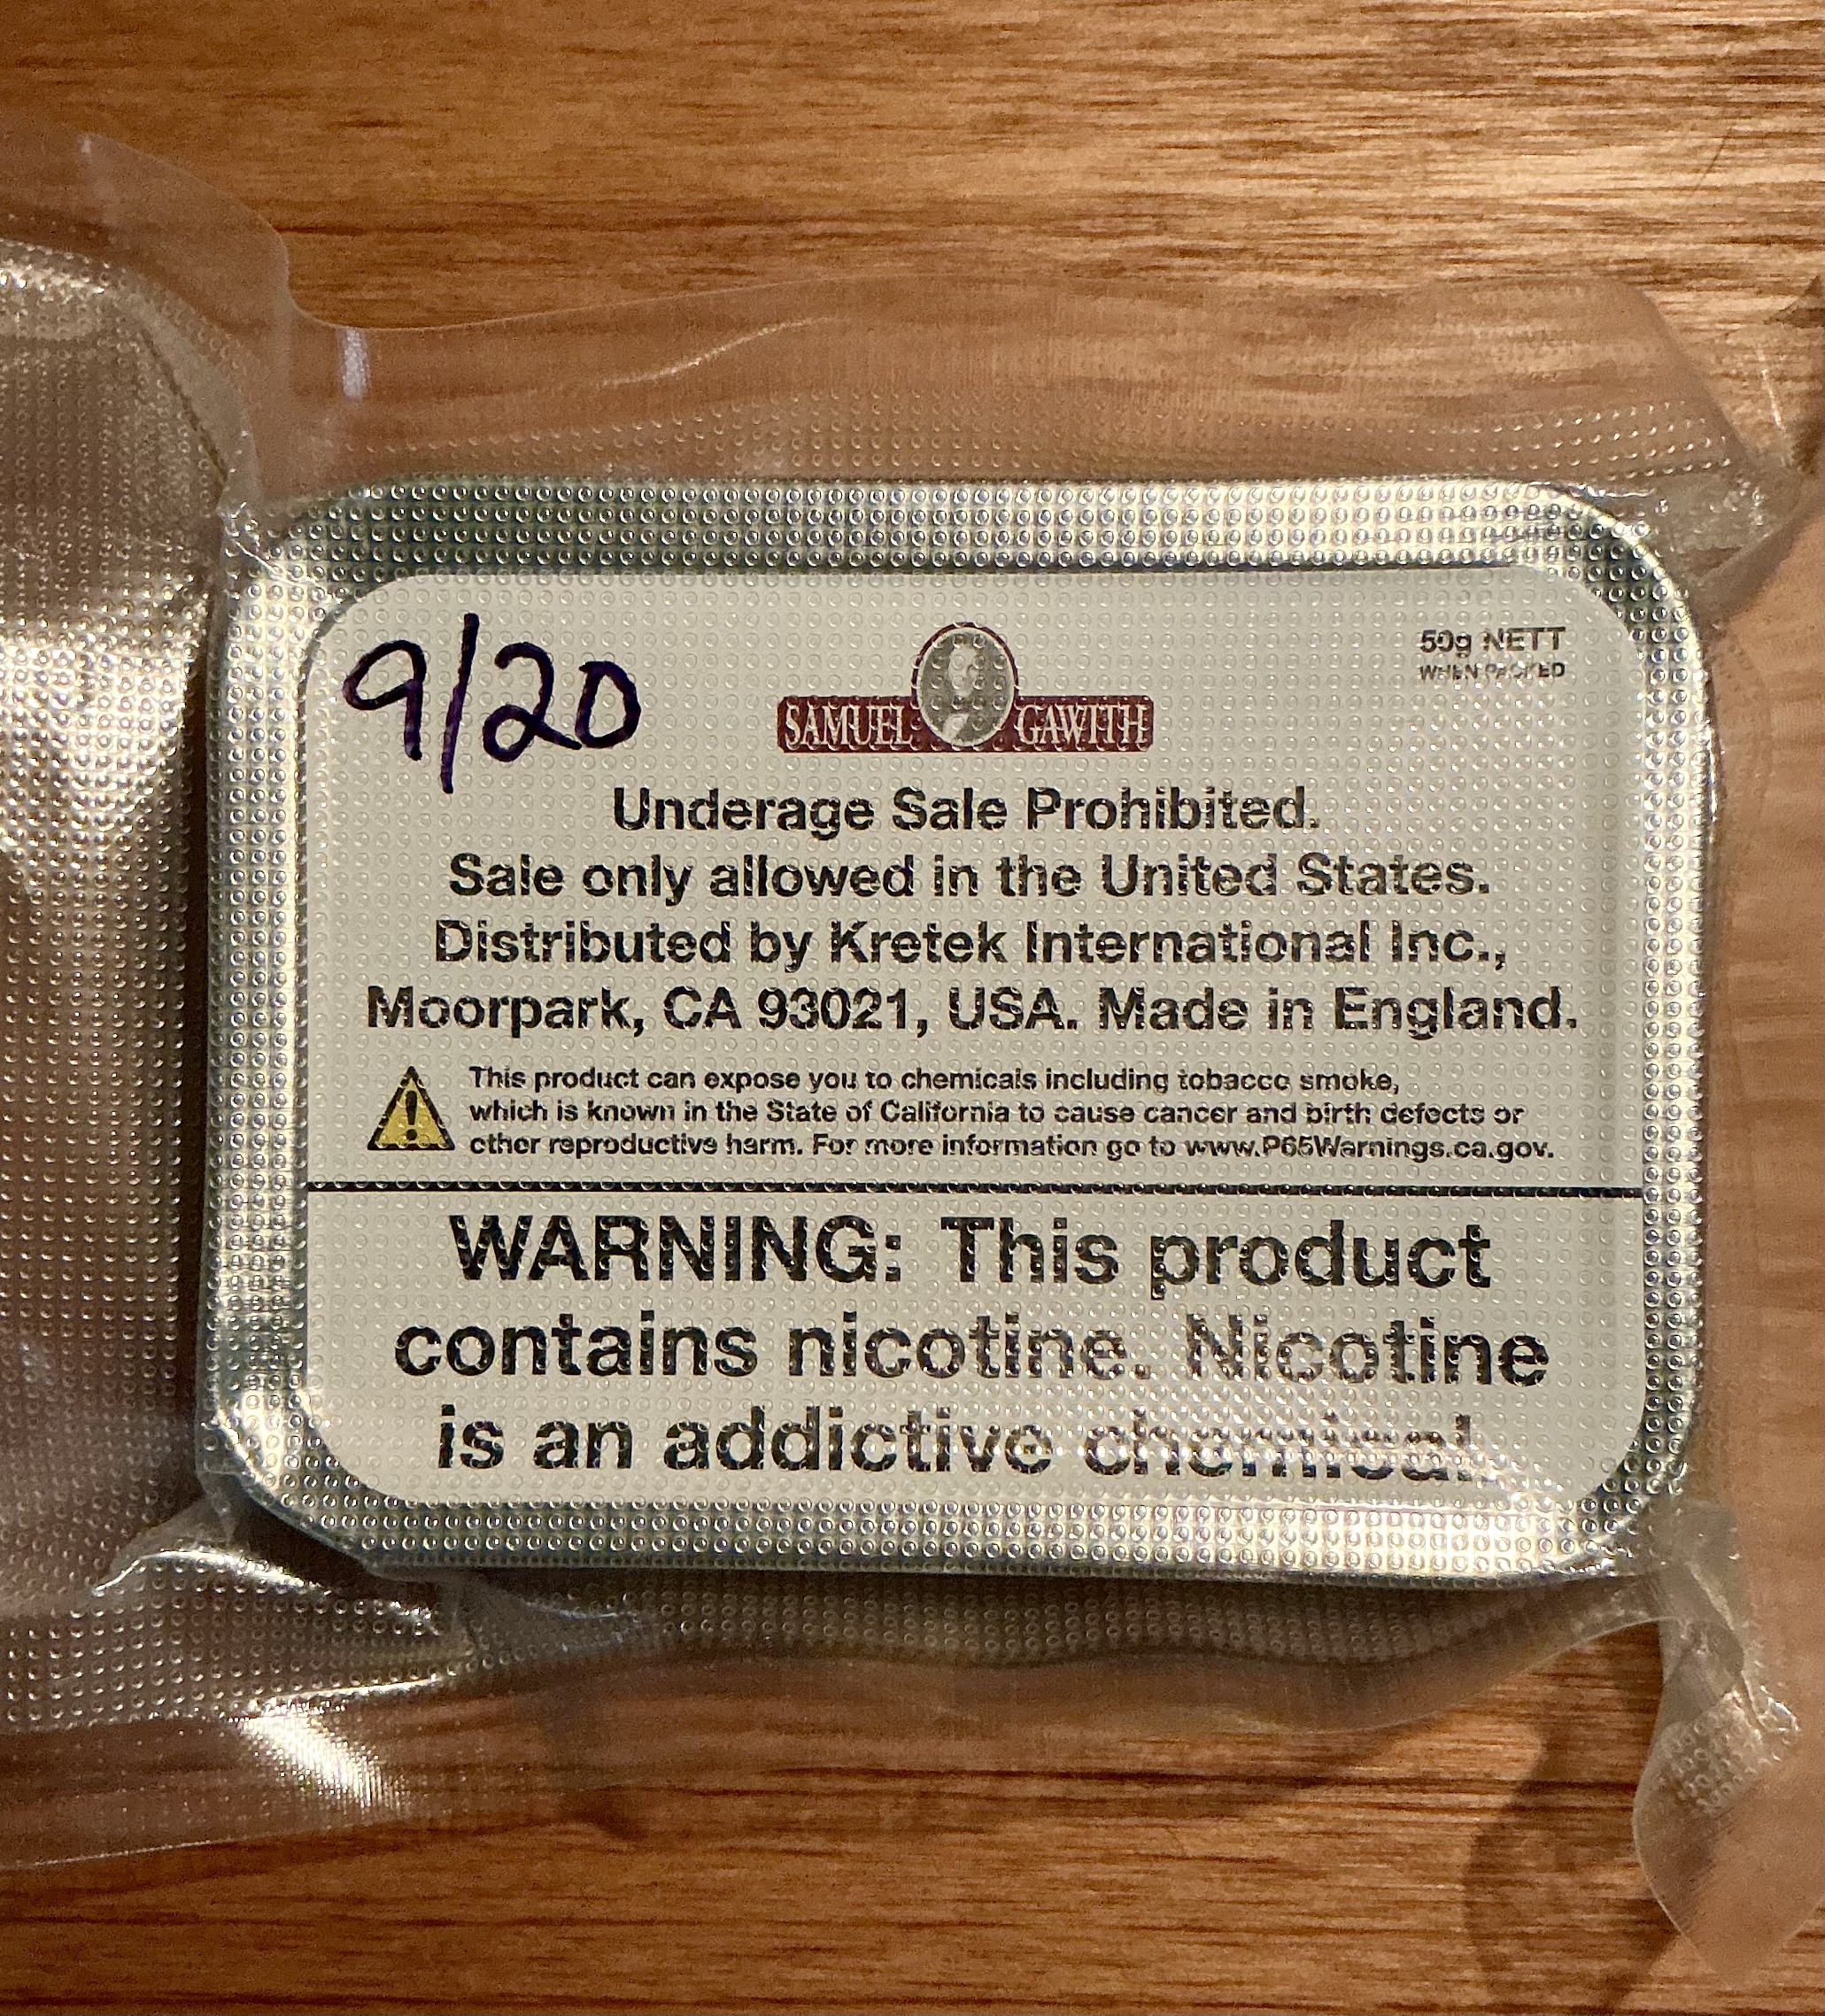 9/20
SAMUEL GAWITH
50g NETT
WHEN PACKED
Underage Sale Prohibited.
Sale only allowed in the United States.
Distributed by Kretek International Inc.,
Moorpark, CA 93021, USA. Made in England.
This product can expose you to chemicals including tobacco smoke,
which is known in the State of California to cause cancer and birth defects or
other reproductive harm. For more information go to www.P65Warnings.ca.gov.
WARNING: This product
contains nicotine. Nicotine
is an addictive chemical.